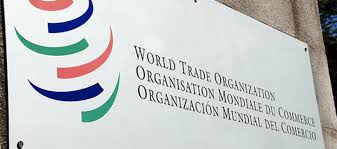 WORLD TRADE ORGANIZATION
ORGANISATION MONDIALE DU COMMERCE
ORGANIZACIÓN MUNDIAL DEL COMERCIO